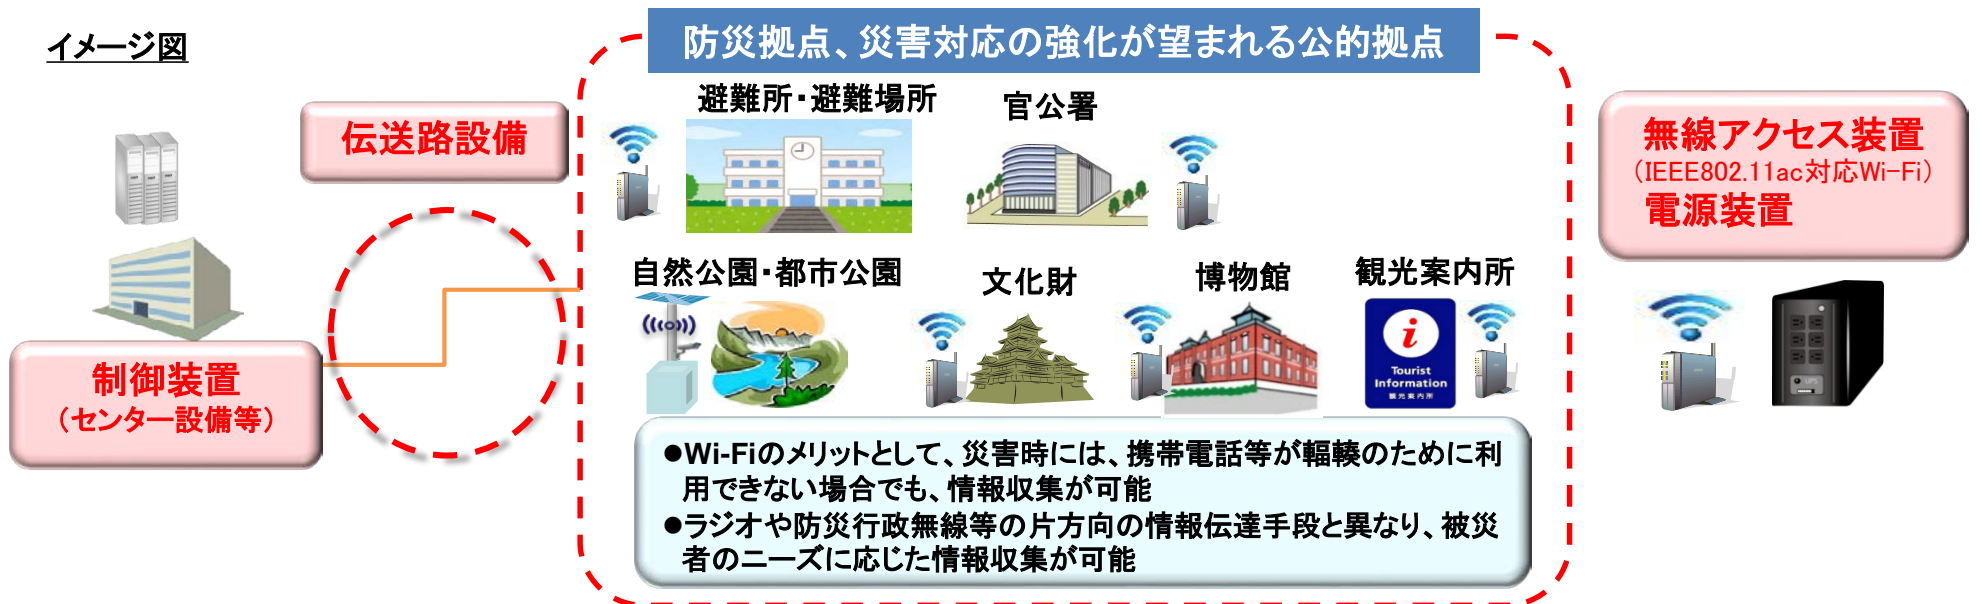 イメージ図
防災拠点、災害対応の強化が望まれる公的拠点
伝送路設備
避難所・避難場所
官公署
無線アクセス装置
（IEEE802.11ac対応Wi-Fi）
電源装置
自然公園・都市公園
文化財
博物館
観光案内所
i
Tourist
Information
観光案内所
UPS
制御装置
（センター設備等）
●Wi-Fiのメリットとして、災害時には、携帯電話等が輻輳のために利
用できない場合でも、情報収集が可能
●ラジオや防災行政無線等の片方向の情報伝達手段と異なり、被災
者のニーズに応じた情報収集が可能